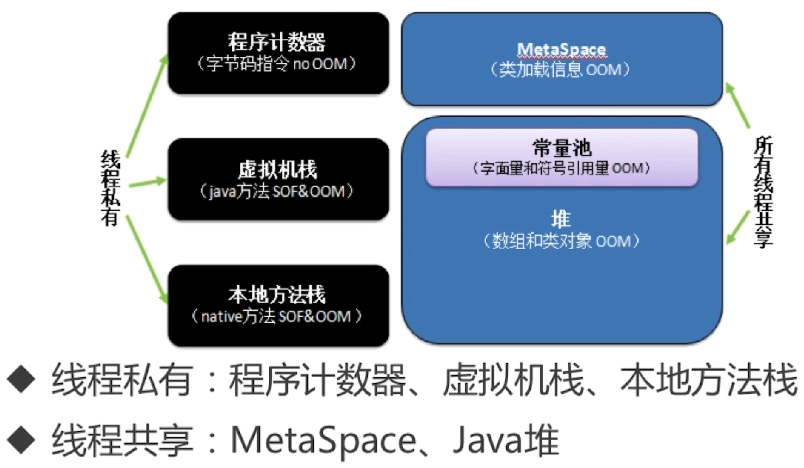 程序计数器
（字节码指令 no OOM）
MetaSpace
（类加载信息 OOM）
线程私有
虚拟机栈
（java方法 SOF&OOM）
常量池
（字面量和符号引用量 OOM）
所有线程共享
堆
（数组和类对象 OOM）
本地方法栈
（native方法 SOF&OOM ）
◆ 线程私有：程序计数器、虚拟机栈、本地方法栈
◆ 线程共享：MetaSpace、Java堆